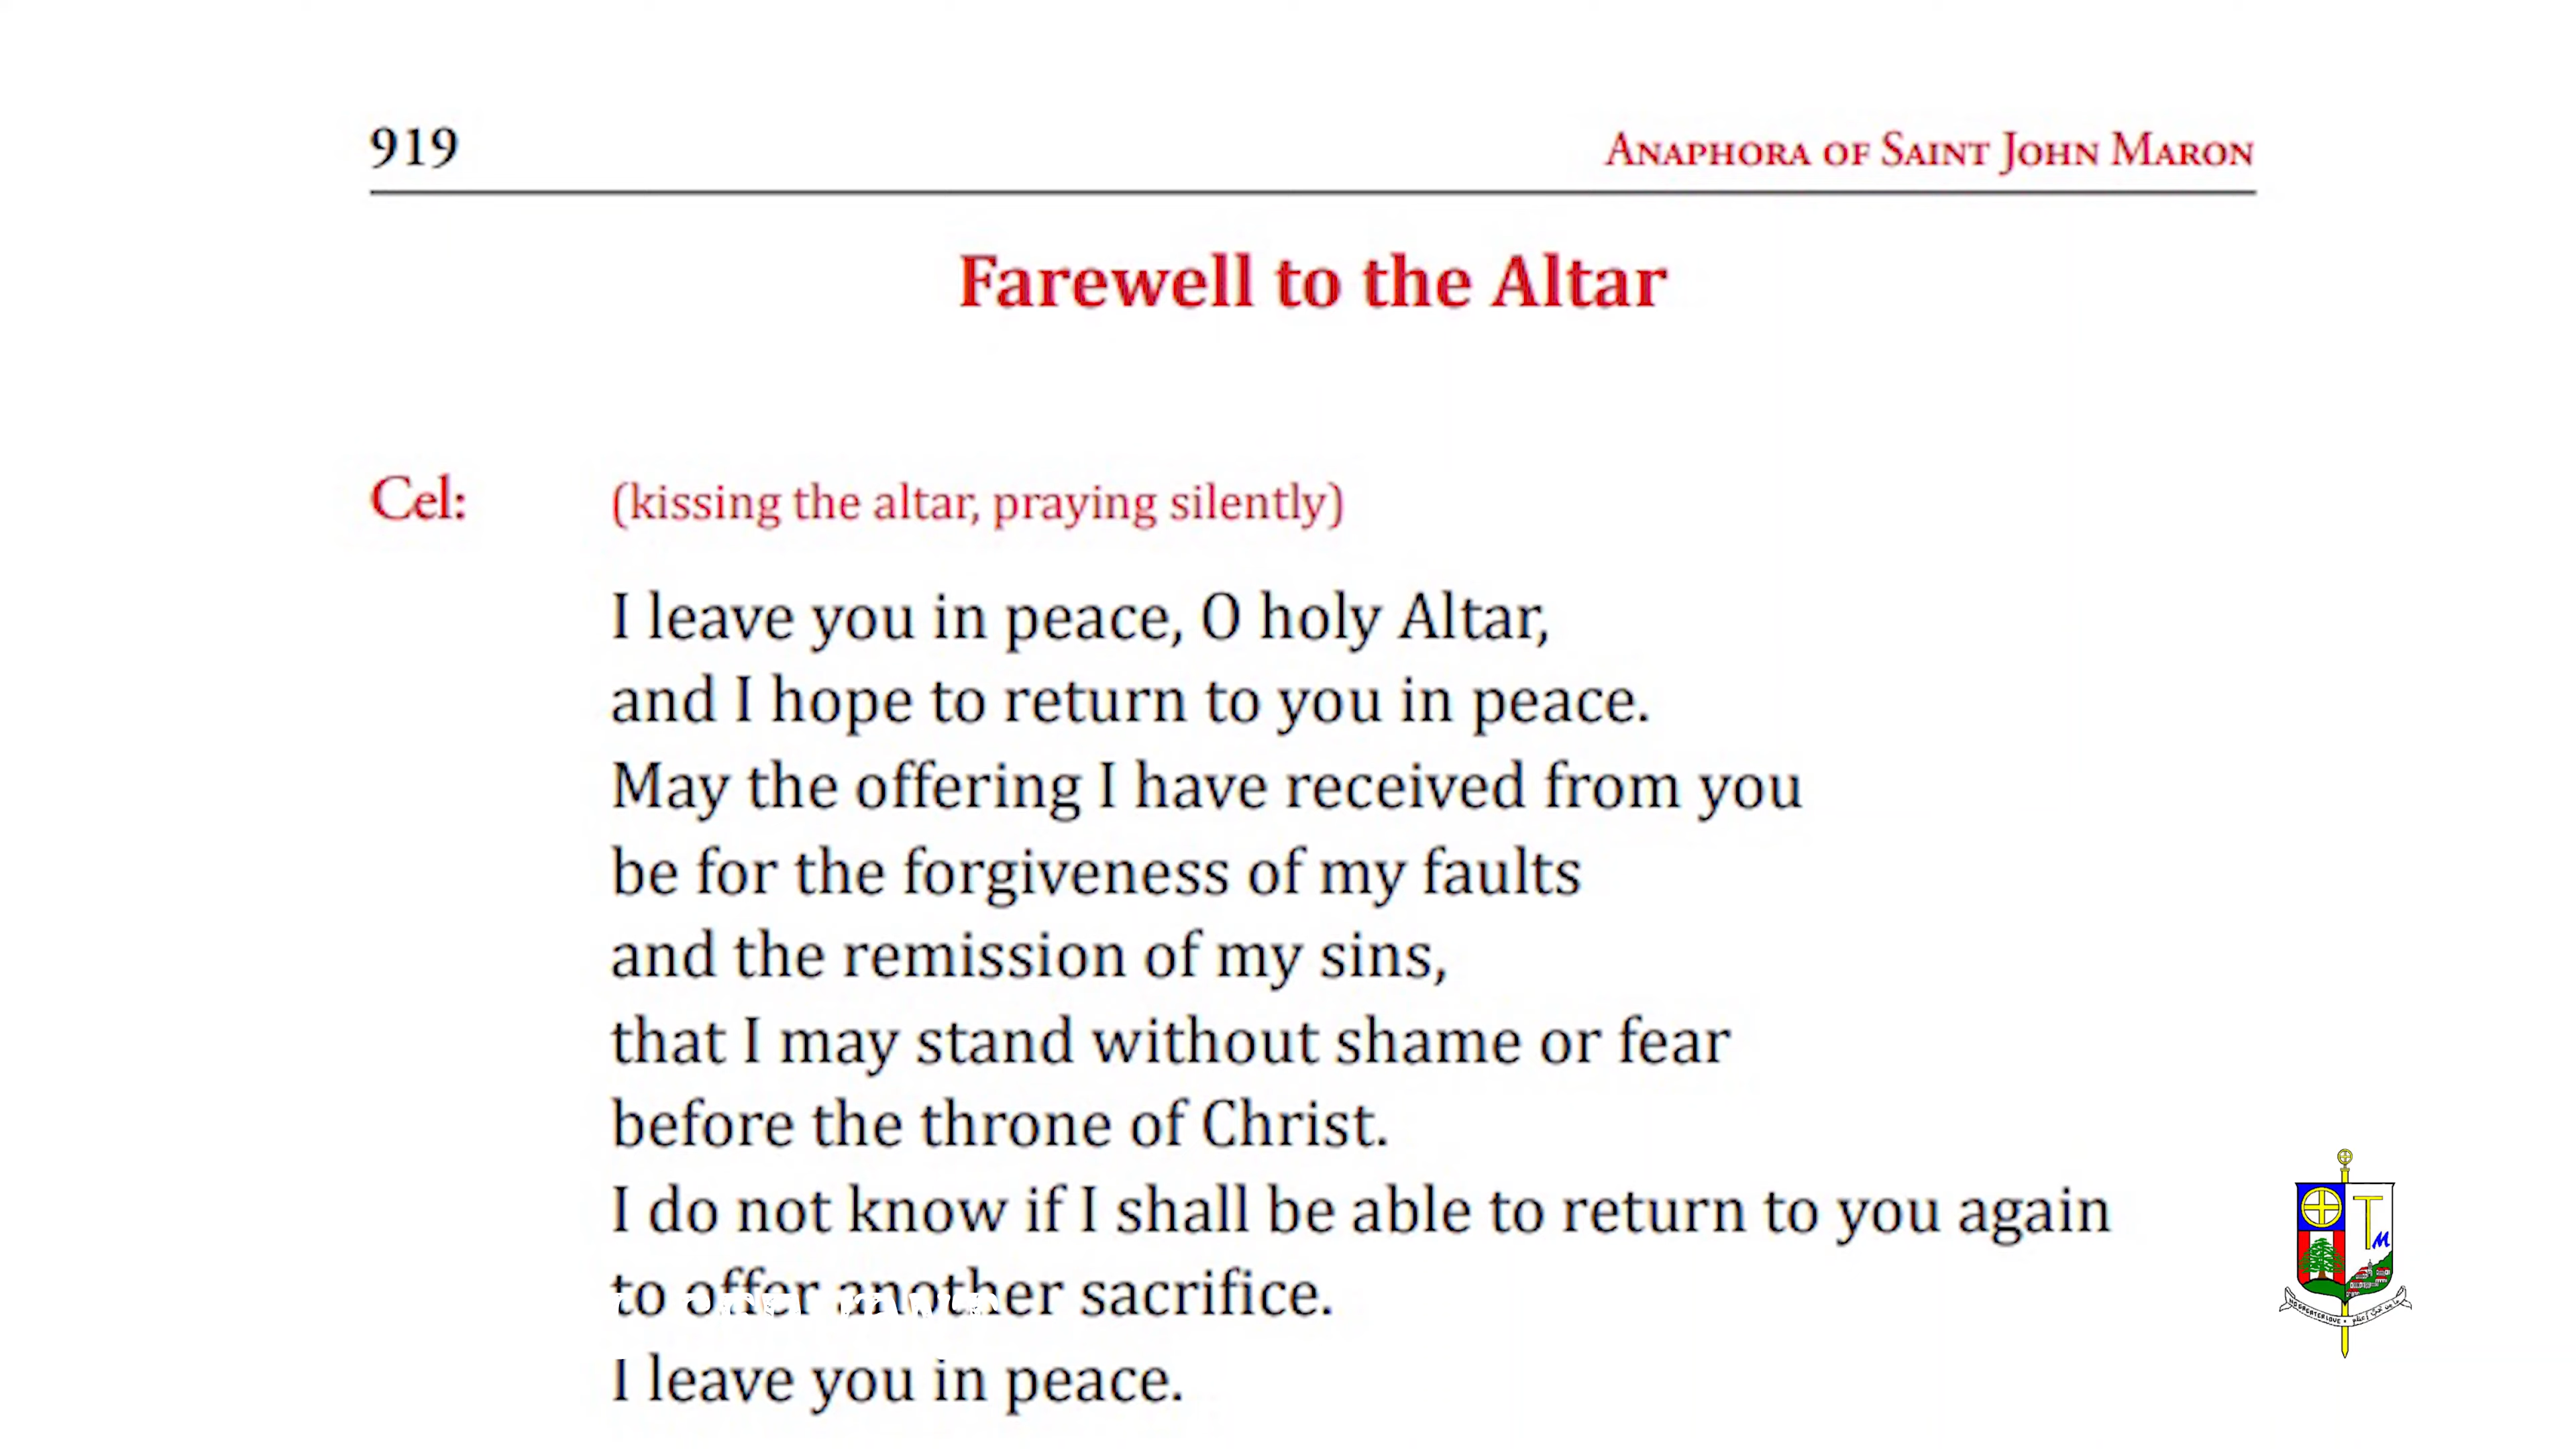 919 ANAPHORA OF SAINT JOHN MARON
Farewell to the Altar
Cel: (kissing the altar, praying silently)
I leave you in peace, O holy Altar,
and I hope to return to you in peace.
May the offering I have received from you
be for the forgiveness of my faults
and the remission of my sins,
that I may stand without shame or fear
before the throne of Christ.
I do not know if I shall be able to return to you again
to offer another sacrifice.
I leave you in peace.
T
M
NO GREATER LOVE